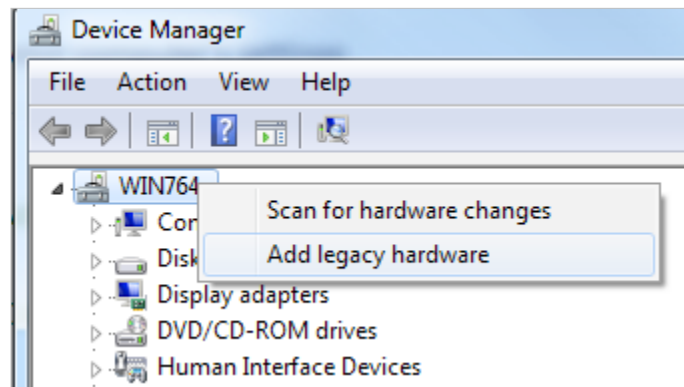 Device Manager
File Action View Help
WIN764
Scan for hardware changes
Add legacy hardware
Display adapters
DVD/CD-ROM drives
Human Interface Devices